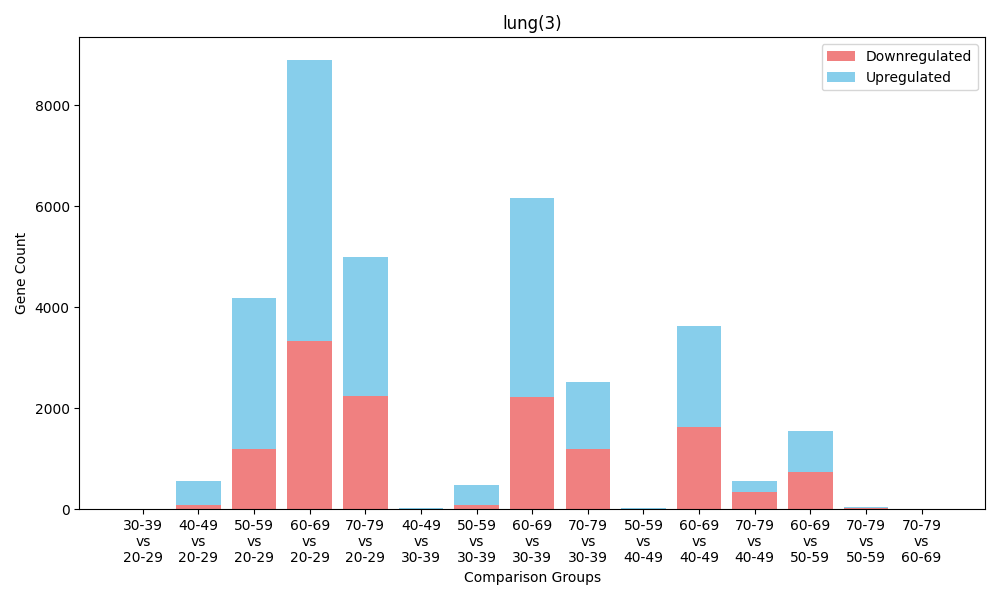 lung(3)
Downregulated
Upregulated
Gene Count
8000
6000
4000
2000
0
30-39
vs
20-29
40-49
vs
20-29
50-59
vs
20-29
60-69
vs
20-29
70-79
vs
20-29
40-49
vs
30-39
50-59
vs
30-39
60-69
vs
30-39
70-79
vs
30-39
50-59
vs
40-49
60-69
vs
40-49
70-79
vs
40-49
60-69
vs
50-59
70-79
vs
50-59
70-79
vs
60-69
Comparison Groups